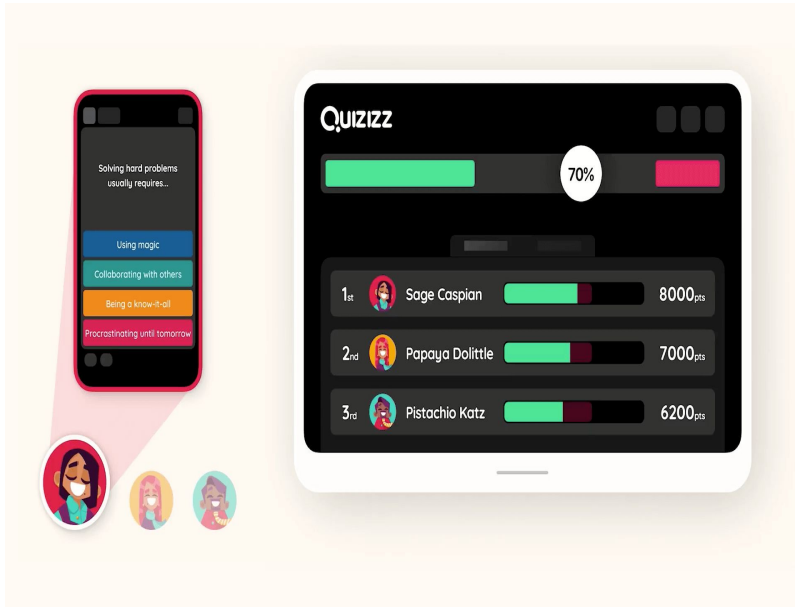 Solving hard problems
usually requires...
Using magic
Collaborating with others
Being a know-it-all
Procrastinating until tomorrow
Quizizz
70%
1st Sage Caspian 8000pts
2nd Papaya Dolittle 7000pts
3rd Pistachio Katz 6200pts